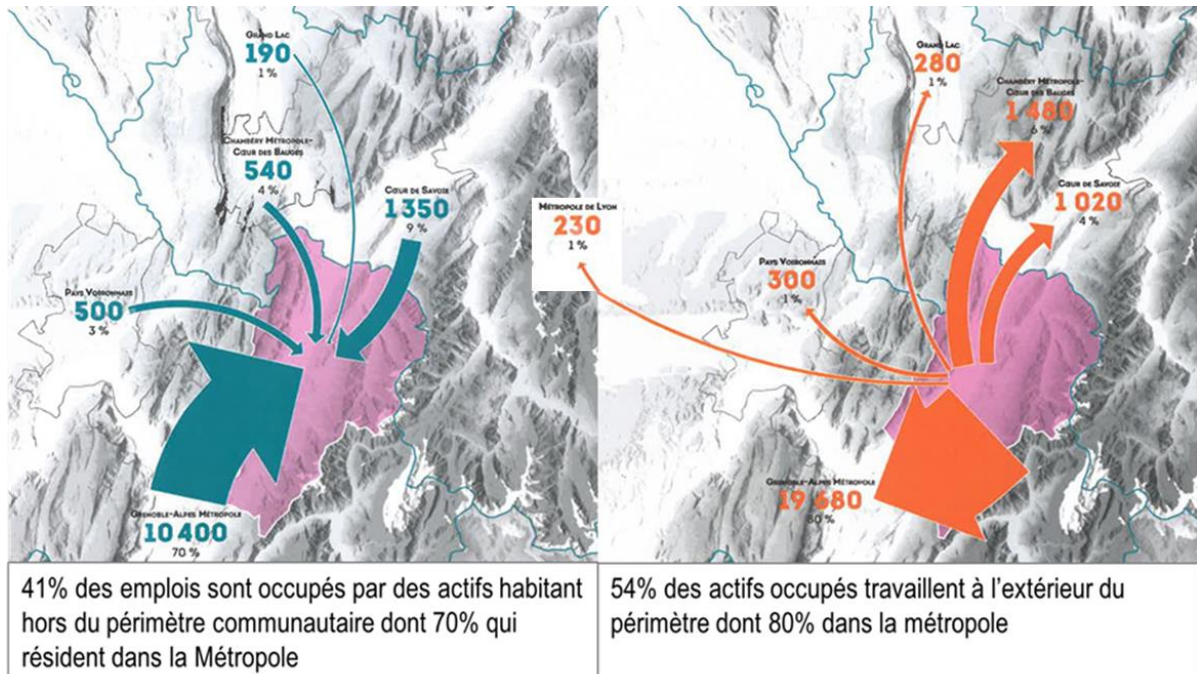 GRAND LAC
190
1 %
CHAMBÉRY MÉTROPOLE-
CŒUR DES BAUGES
540
4 %
CŒUR DE SAVOIE
1 350
9 %
PAYS VOIRONNAIS
500
3 %
GRENOBLE-ALPES MÉTROPOLE
10 400
70 %
41% des emplois sont occupés par des actifs habitant
hors du périmètre communautaire dont 70% qui
résident dans la Métropole
GRAND LAC
280
1 %
CHAMBÉRY MÉTROPOLE-
CŒUR DES BAUGES
1 480
6 %
CŒUR DE SAVOIE
1 020
4 %
MÉTROPOLE DE LYON
230
1 %
PAYS VOIRONNAIS
300
1 %
GRENOBLE-ALPES MÉTROPOLE
19 680
80 %
54% des actifs occupés travaillent à l'extérieur du
périmètre dont 80% dans la métropole